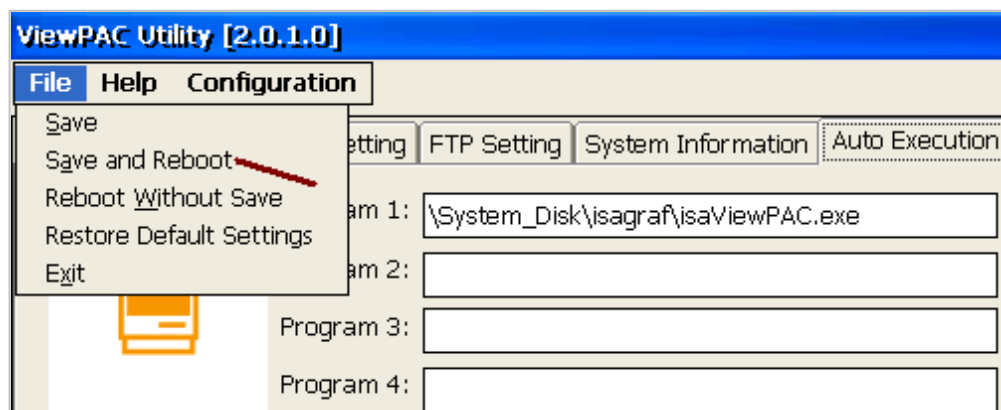 ViewPAC Utility [2.0.1.0]
File Help Configuration
Save
Save and Reboot
Reboot Without Save
Restore Default Settings
Exit
etting FTP Setting System Information Auto Execution
am 1: \System_Disk\isagraf\isaViewPAC.exe
am 2:
Program 3:
Program 4: